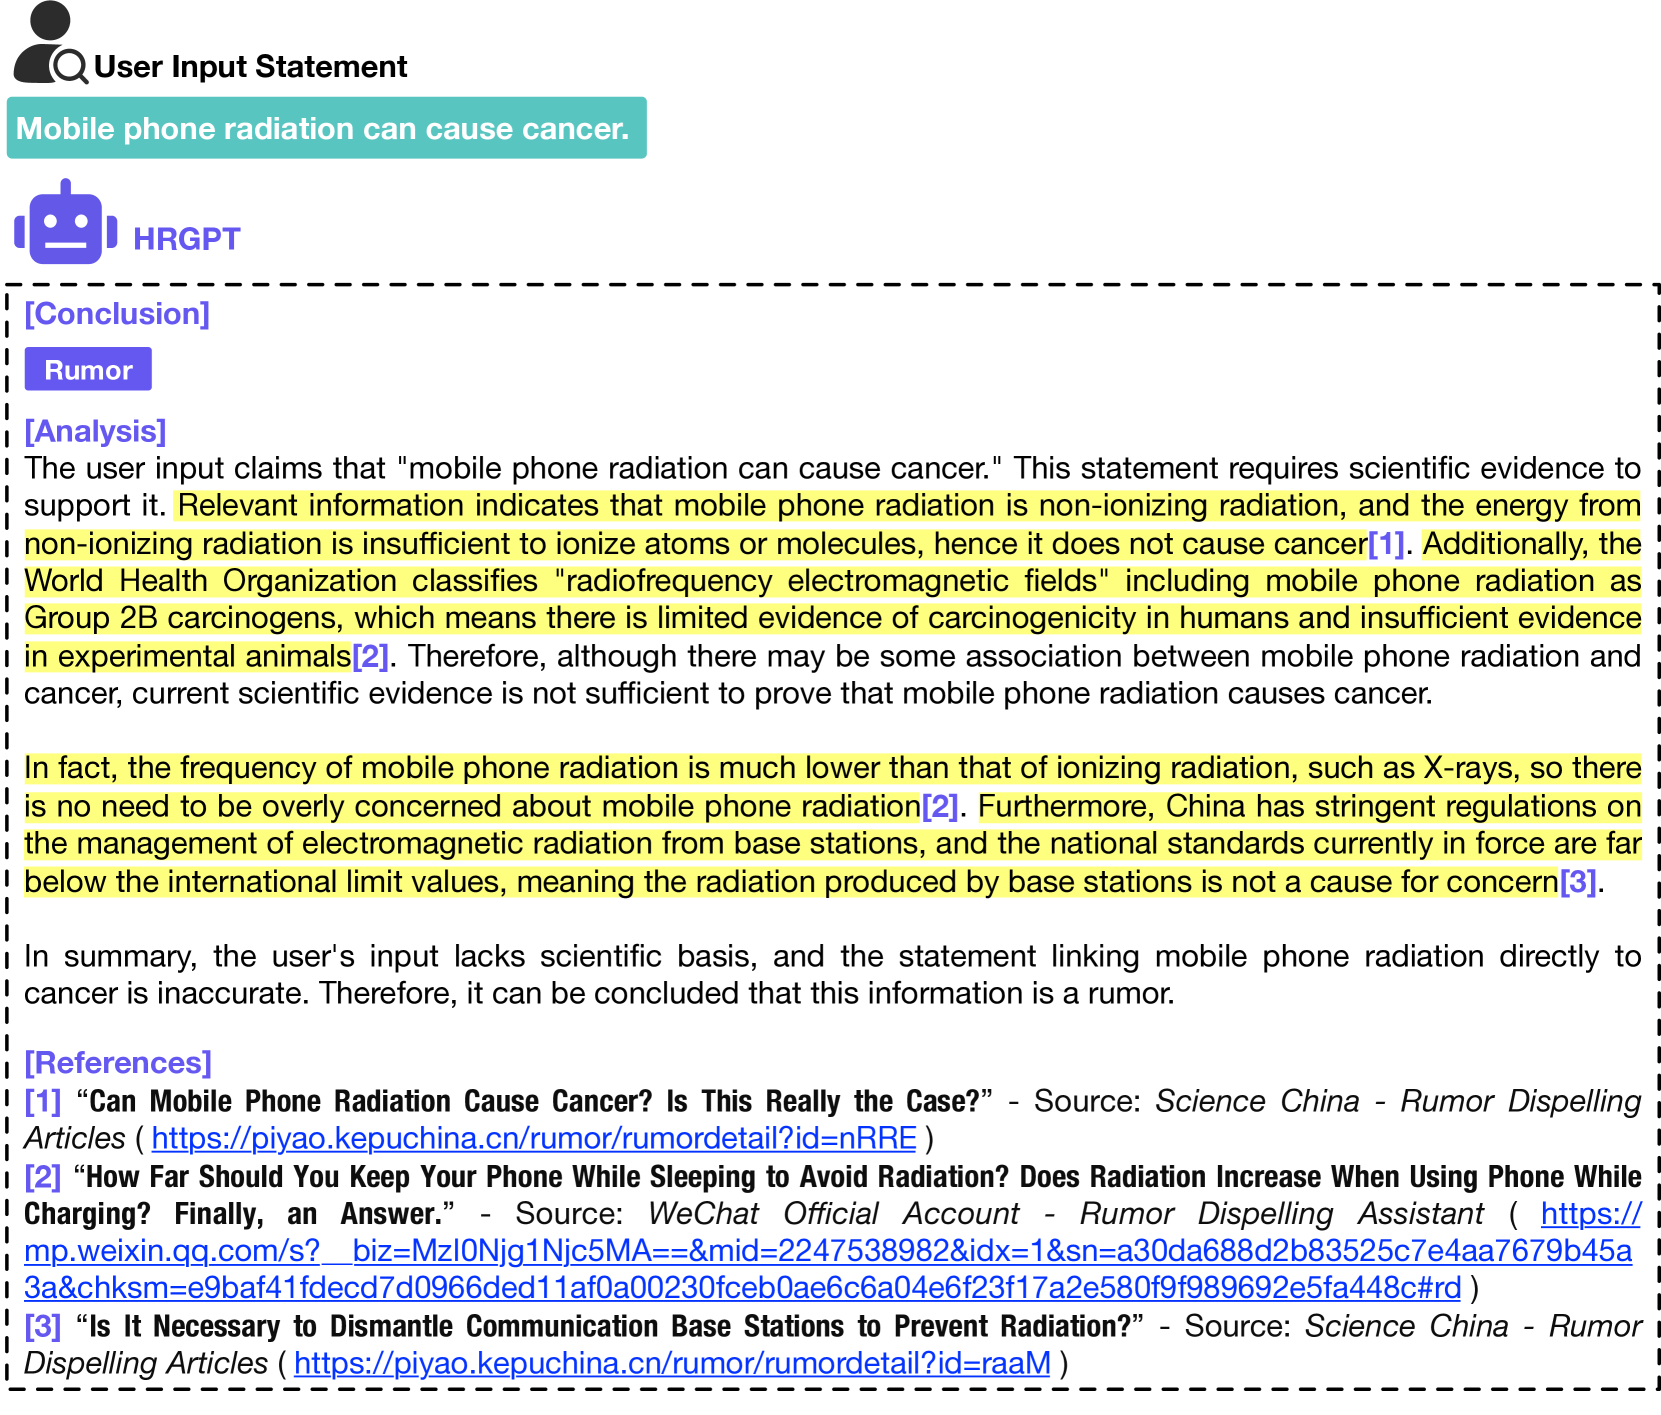 User Input Statement
Mobile phone radiation can cause cancer.
HRGPT
[Conclusion]
Rumor
[Analysis]
The user input claims that "mobile phone radiation can cause cancer." This statement requires scientific evidence to
support it. Relevant information indicates that mobile phone radiation is non-ionizing radiation, and the energy from
non-ionizing radiation is insufficient to ionize atoms or molecules, hence it does not cause cancer[1]. Additionally, the
World Health Organization classifies "radiofrequency electromagnetic fields" including mobile phone radiation as
Group 2B carcinogens, which means there is limited evidence of carcinogenicity in humans and insufficient evidence
in experimental animals[2]. Therefore, although there may be some association between mobile phone radiation and
cancer, current scientific evidence is not sufficient to prove that mobile phone radiation causes cancer.
In fact, the frequency of mobile phone radiation is much lower than that of ionizing radiation, such as X-rays, so there
is no need to be overly concerned about mobile phone radiation[2]. Furthermore, China has stringent regulations on
the management of electromagnetic radiation from base stations, and the national standards currently in force are far
below the international limit values, meaning the radiation produced by base stations is not a cause for concern[3].
In summary, the user's input lacks scientific basis, and the statement linking mobile phone radiation directly to
cancer is inaccurate. Therefore, it can be concluded that this information is a rumor.
[References]
[1] “Can Mobile Phone Radiation Cause Cancer? Is This Really the Case?” - Source: Science China - Rumor Dispelling
Articles ( https://piyao.kepuchina.cn/rumor/rumordetail?id=nRRE )
[2] “How Far Should You Keep Your Phone While Sleeping to Avoid Radiation? Does Radiation Increase When Using Phone While
Charging? Finally, an Answer.” - Source: WeChat Official Account - Rumor Dispelling Assistant ( https://
mp.weixin.qq.com/s?__biz=MzI0Njg1Njc5MA==&mid=2247538982&idx=1&sn=a30da688d2b83525c7e4aa7679b45a
3a&chksm=e9baf41fdecd7d0966ded11af0a00230fceb0ae6c6a04e6f23f17a2e580f9f989692e5fa448c#rd )
[3] “Is It Necessary to Dismantle Communication Base Stations to Prevent Radiation?” - Source: Science China - Rumor
Dispelling Articles ( https://piyao.kepuchina.cn/rumor/rumordetail?id=raaM )